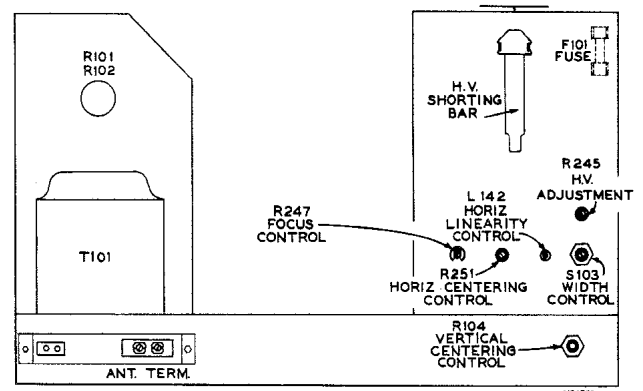 R101
R102
F101
FUSE
H.V.
SHORTING
BAR
R245
H.V.
ADJUSTMENT
L 142
HORIZ
LINEARITY
CONTROL
R247
FOCUS
CONTROL
T101
R251
HORIZ CENTERING
CONTROL
S103
WIDTH
CONTROL
R104
VERTICAL
CENTERING
CONTROL
ANT. TERM.